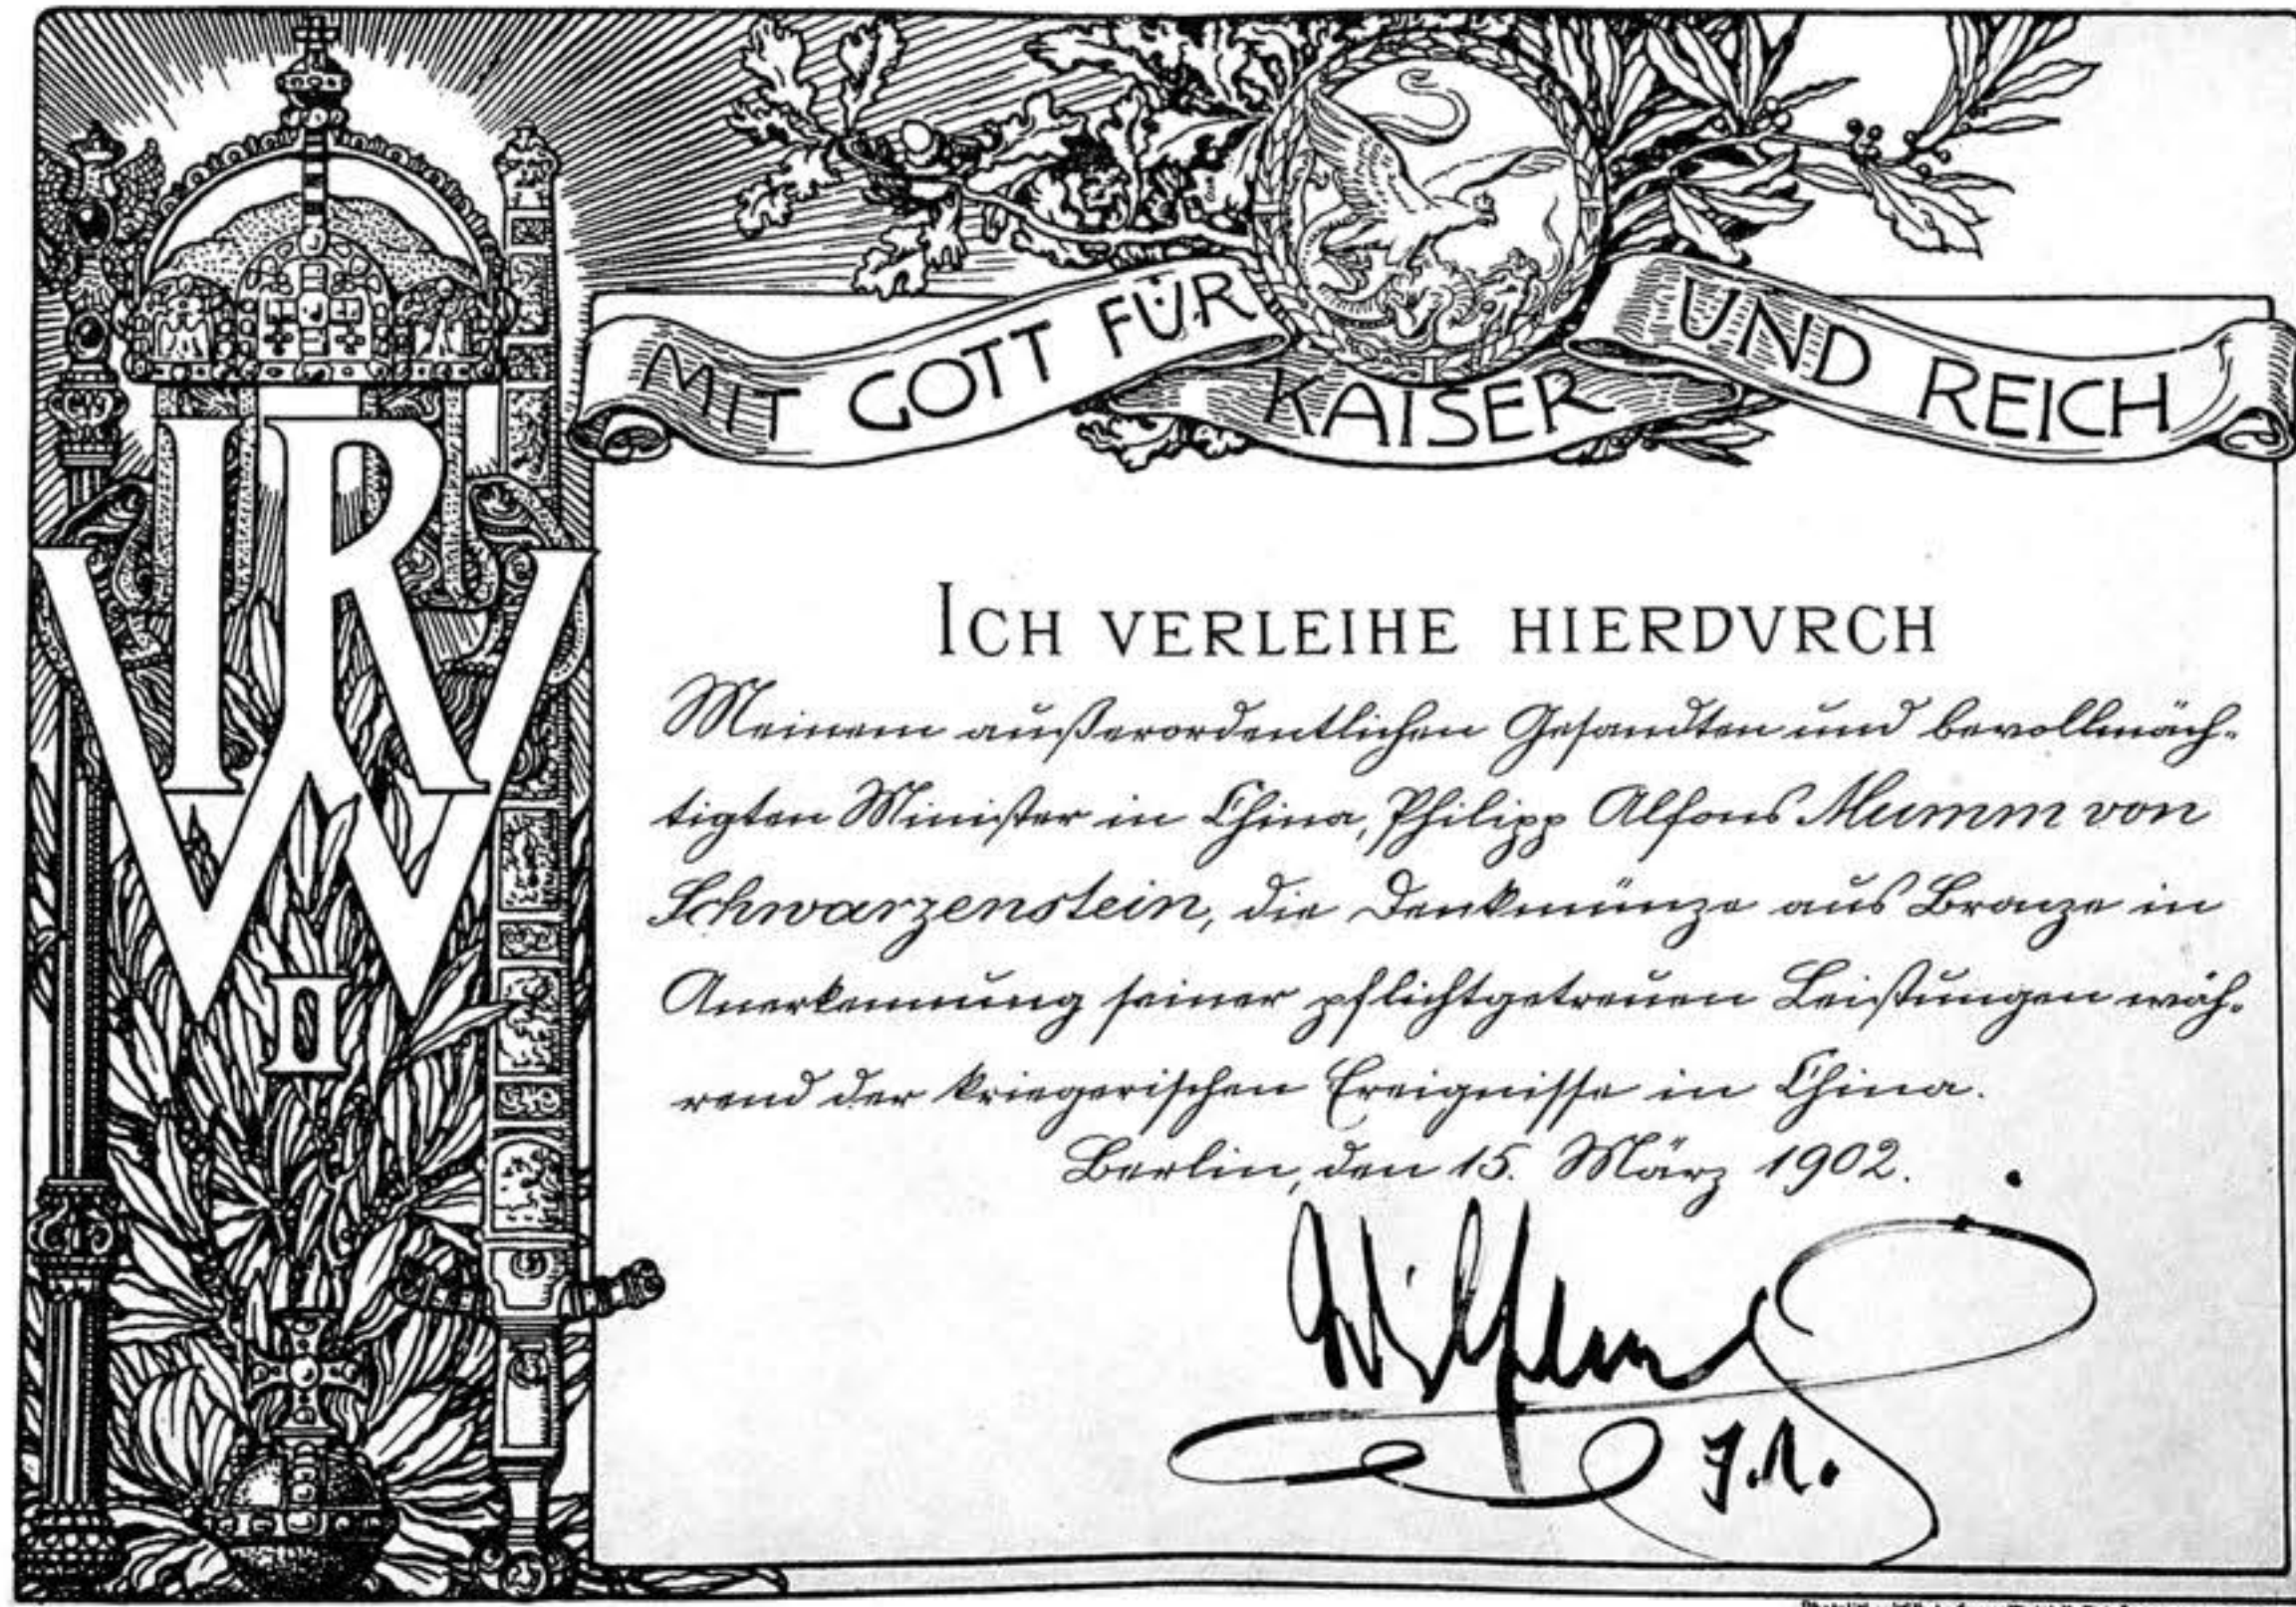 IR
W
II
MIT GOTT FÜR KAISER UND REICH
ICH VERLEIHE HIERDVRCH
Meinem außerordentlichen Gesandten und bevollmäch-
tigten Minister in China, Philipp Alfons Mumm von
Schwarzenstein, die Denkmünze aus Bronze in
Anerkennung seiner pflichtgetreuen Leistungen wäh-
rend der kriegerischen Ereignisse in China.
Berlin, den 15. März 1902.
Wilhelm
I.R.